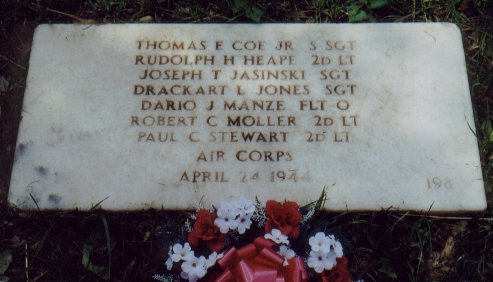 THOMAS E COE JR S SGT
RUDOLPH H HEAPE 2D LT
JOSEPH T JASINSKI SGT
DRACKART L JONES SGT
DARIO J MANZE FLT O
ROBERT C MOLLER 2D LT
PAUL C STEWART 2D LT
AIR CORPS
APRIL 24 1944
198